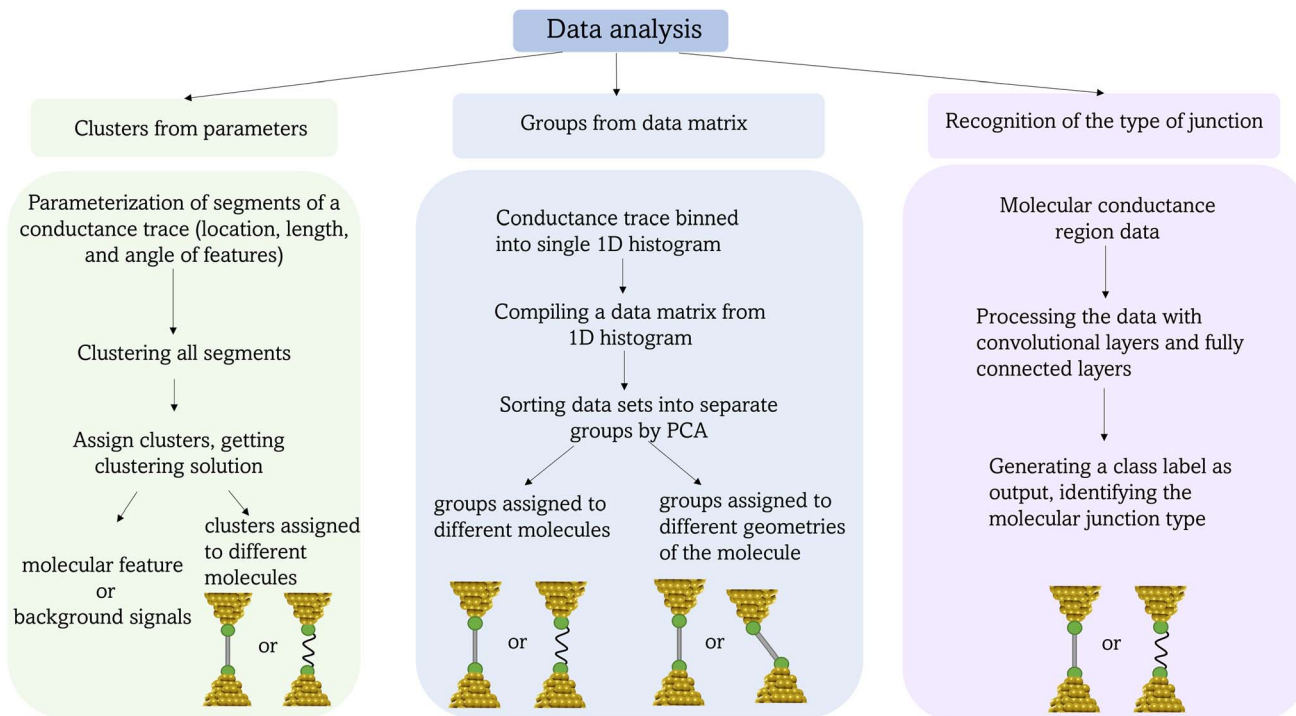 Data analysis
Clusters from parameters
Parameterization of segments of a
conductance trace (location, length,
and angle of features)
Clustering all segments
Assign clusters, getting
clustering solution
molecular feature
or
background signals
clusters assigned
to different
molecules
or
Groups from data matrix
Conductance trace binned
into single 1D histogram
Compiling a data matrix from
1D histogram
Sorting data sets into separate
groups by PCA
groups assigned to
different molecules
or
groups assigned to
different geometries
of the molecule
or
Recognition of the type of junction
Molecular conductance
region data
Processing the data with
convolutional layers and fully
connected layers
Generating a class label as
output, identifying the
molecular junction type
or